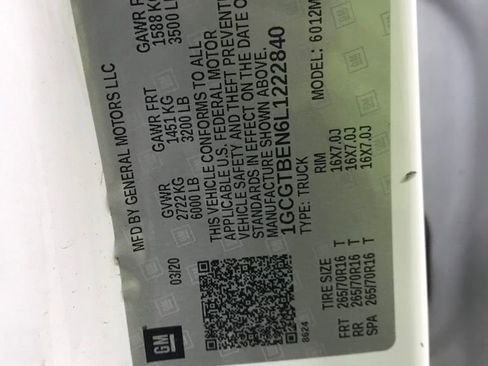 MFD BY GENERAL MOTORS LLC
03/20
GVWR GAWR FRT GAWR
2722 KG 1451 KG 1588 KG
6000 LB 3200 LB 3500 LB
THIS VEHICLE CONFORMS TO ALL
APPLICABLE U.S. FEDERAL MOTOR
VEHICLE SAFETY AND THEFT PREVENTION
STANDARDS IN EFFECT ON THE DATE OF
MANUFACTURE SHOWN ABOVE.
1GCGTBEN6L1222840
TYPE: TRUCK MODEL: 6012M
TIRE SIZE RIM
FRT 265/70R16 T 16X7.0J
RR 265/70R16 T 16X7.0J
SPA 265/70R16 T 16X7.0J
8624
GM